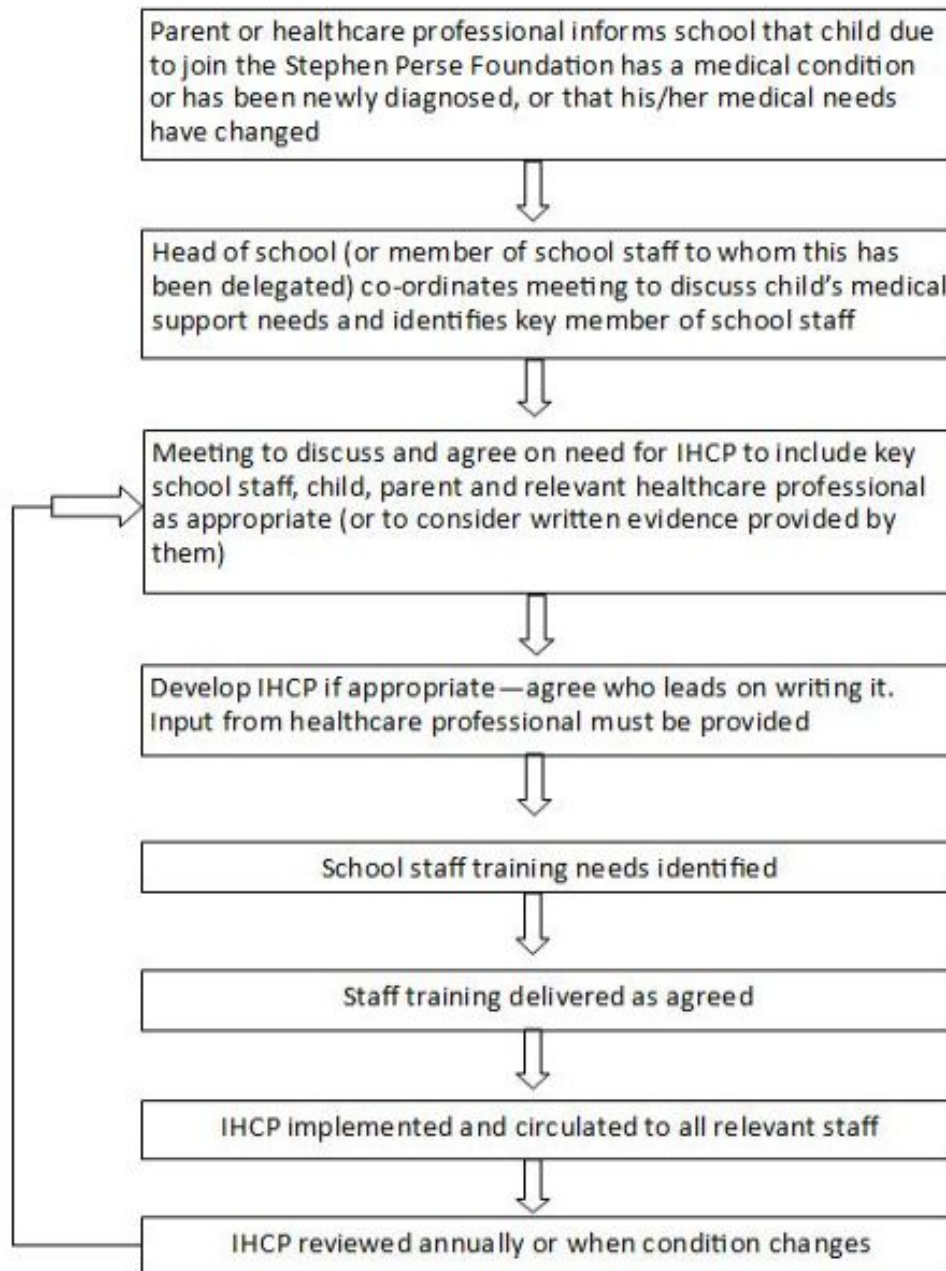 Parent or healthcare professional informs school that child due
to join the Stephen Perse Foundation has a medical condition
or has been newly diagnosed, or that his/her medical needs
have changed
Head of school (or member of school staff to whom this has
been delegated) co-ordinates meeting to discuss child's medical
support needs and identifies key member of school staff
Meeting to discuss and agree on need for IHCP to include key
school staff, child, parent and relevant healthcare professional
as appropriate (or to consider written evidence provided by
them)
Develop IHCP if appropriate—agree who leads on writing it.
Input from healthcare professional must be provided
School staff training needs identified
Staff training delivered as agreed
IHCP implemented and circulated to all relevant staff
IHCP reviewed annually or when condition changes